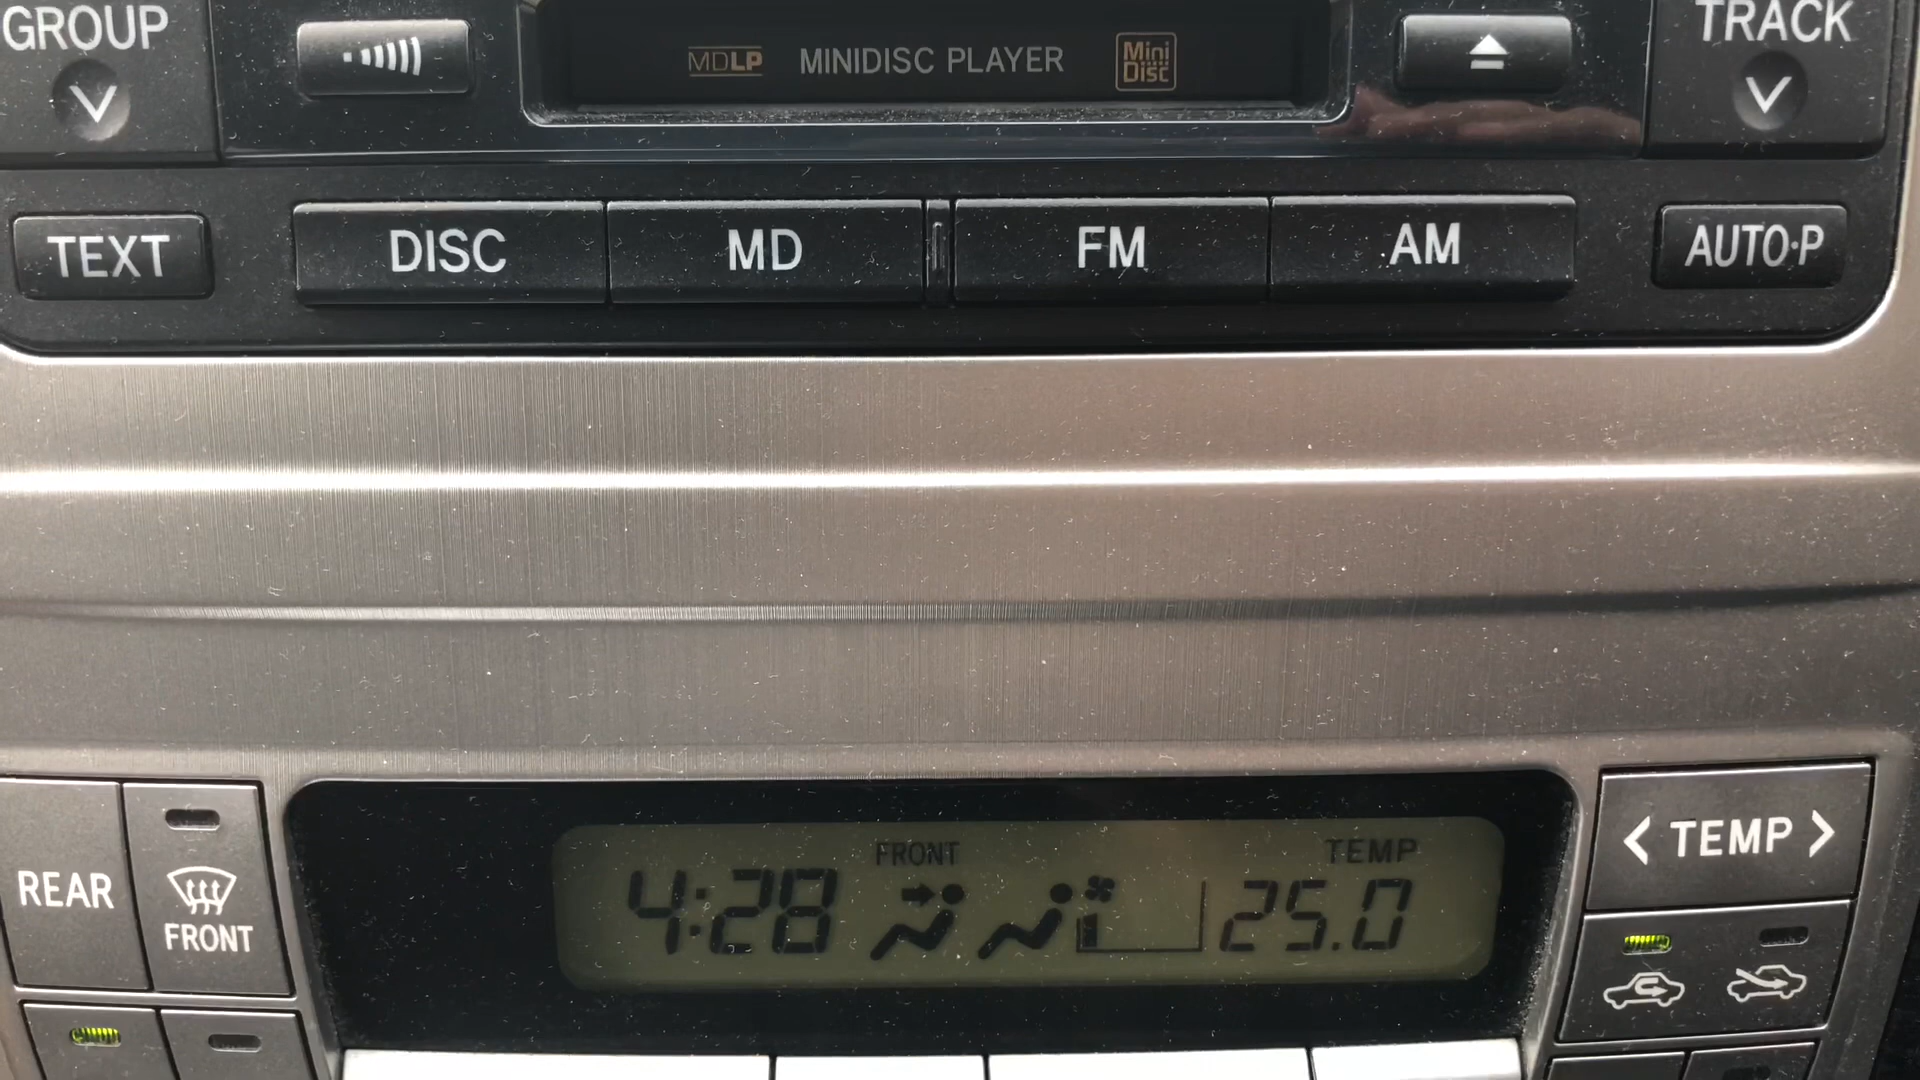 GROUP
MDLP MINIDISC PLAYER Mini Disc
TRACK
TEXT
DISC
MD
FM
AM
AUTO·P
REAR
FRONT
FRONT
TEMP
4:28
25.0
< TEMP >